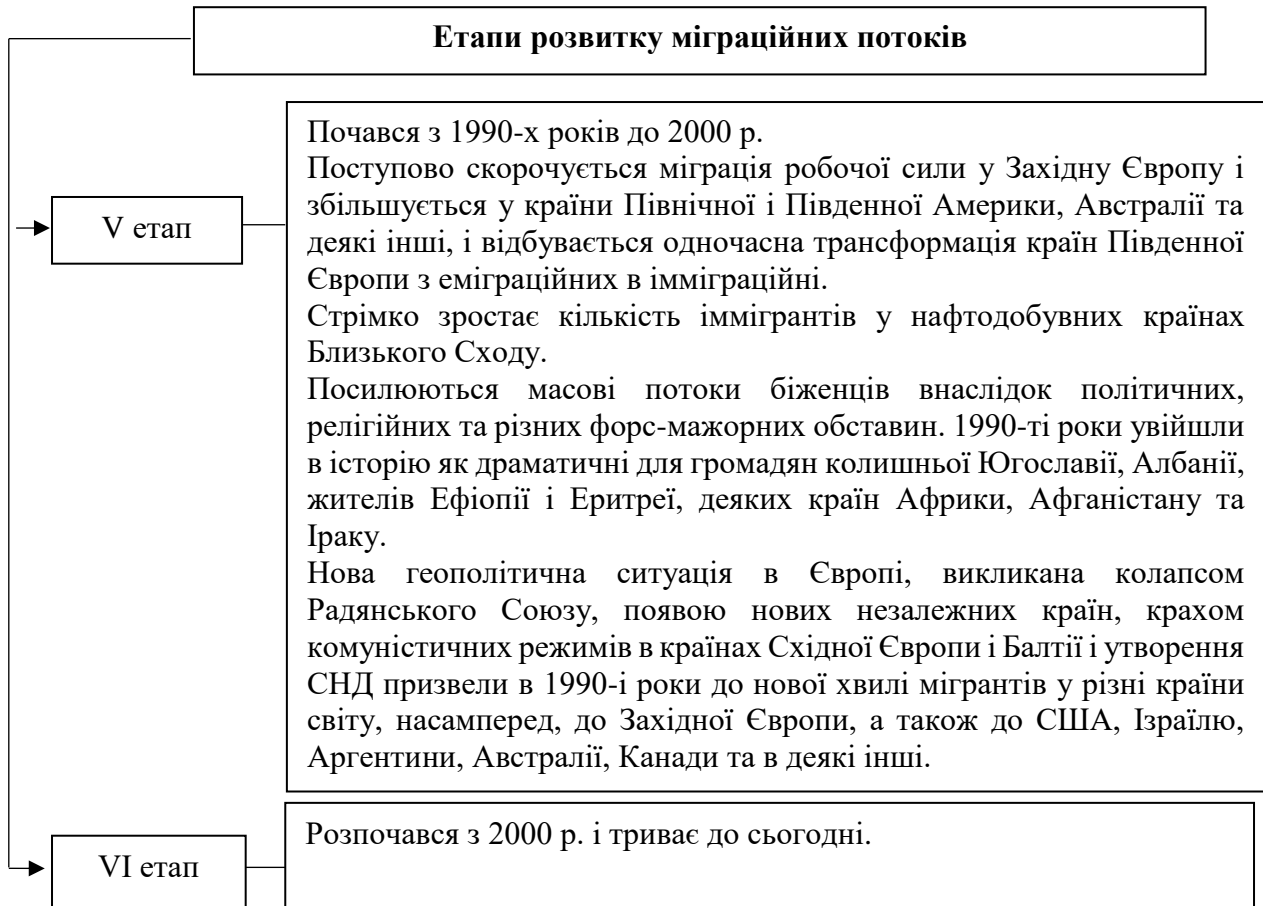 Етапи розвитку міграційних потоків
V етап
Почався з 1990-х років до 2000 р.
Поступово скорочується міграція робочої сили у Західну Європу і
збільшується у країни Північної і Південної Америки, Австралії та
деякі інші, і відбувається одночасна трансформація країн Південної
Європи з еміграційних в імміграційні.
Стрімко зростає кількість іммігрантів у нафтодобувних країнах
Близького Сходу.
Посилюються масові потоки біженців внаслідок політичних,
релігійних та різних форс-мажорних обставин. 1990-ті роки увійшли
в історію як драматичні для громадян колишньої Югославії, Албанії,
жителів Ефіопії і Еритреї, деяких країн Африки, Афганістану та
Іраку.
Нова геополітична ситуація в Європі, викликана колапсом
Радянського Союзу, появою нових незалежних країн, крахом
комуністичних режимів в країнах Східної Європи і Балтії і утворення
СНД призвели в 1990-і роки до нової хвилі мігрантів у різні країни
світу, насамперед, до Західної Європи, а також до США, Ізраїлю,
Аргентини, Австралії, Канади та в деякі інші.
VI етап
Розпочався з 2000 р. і триває до сьогодні.